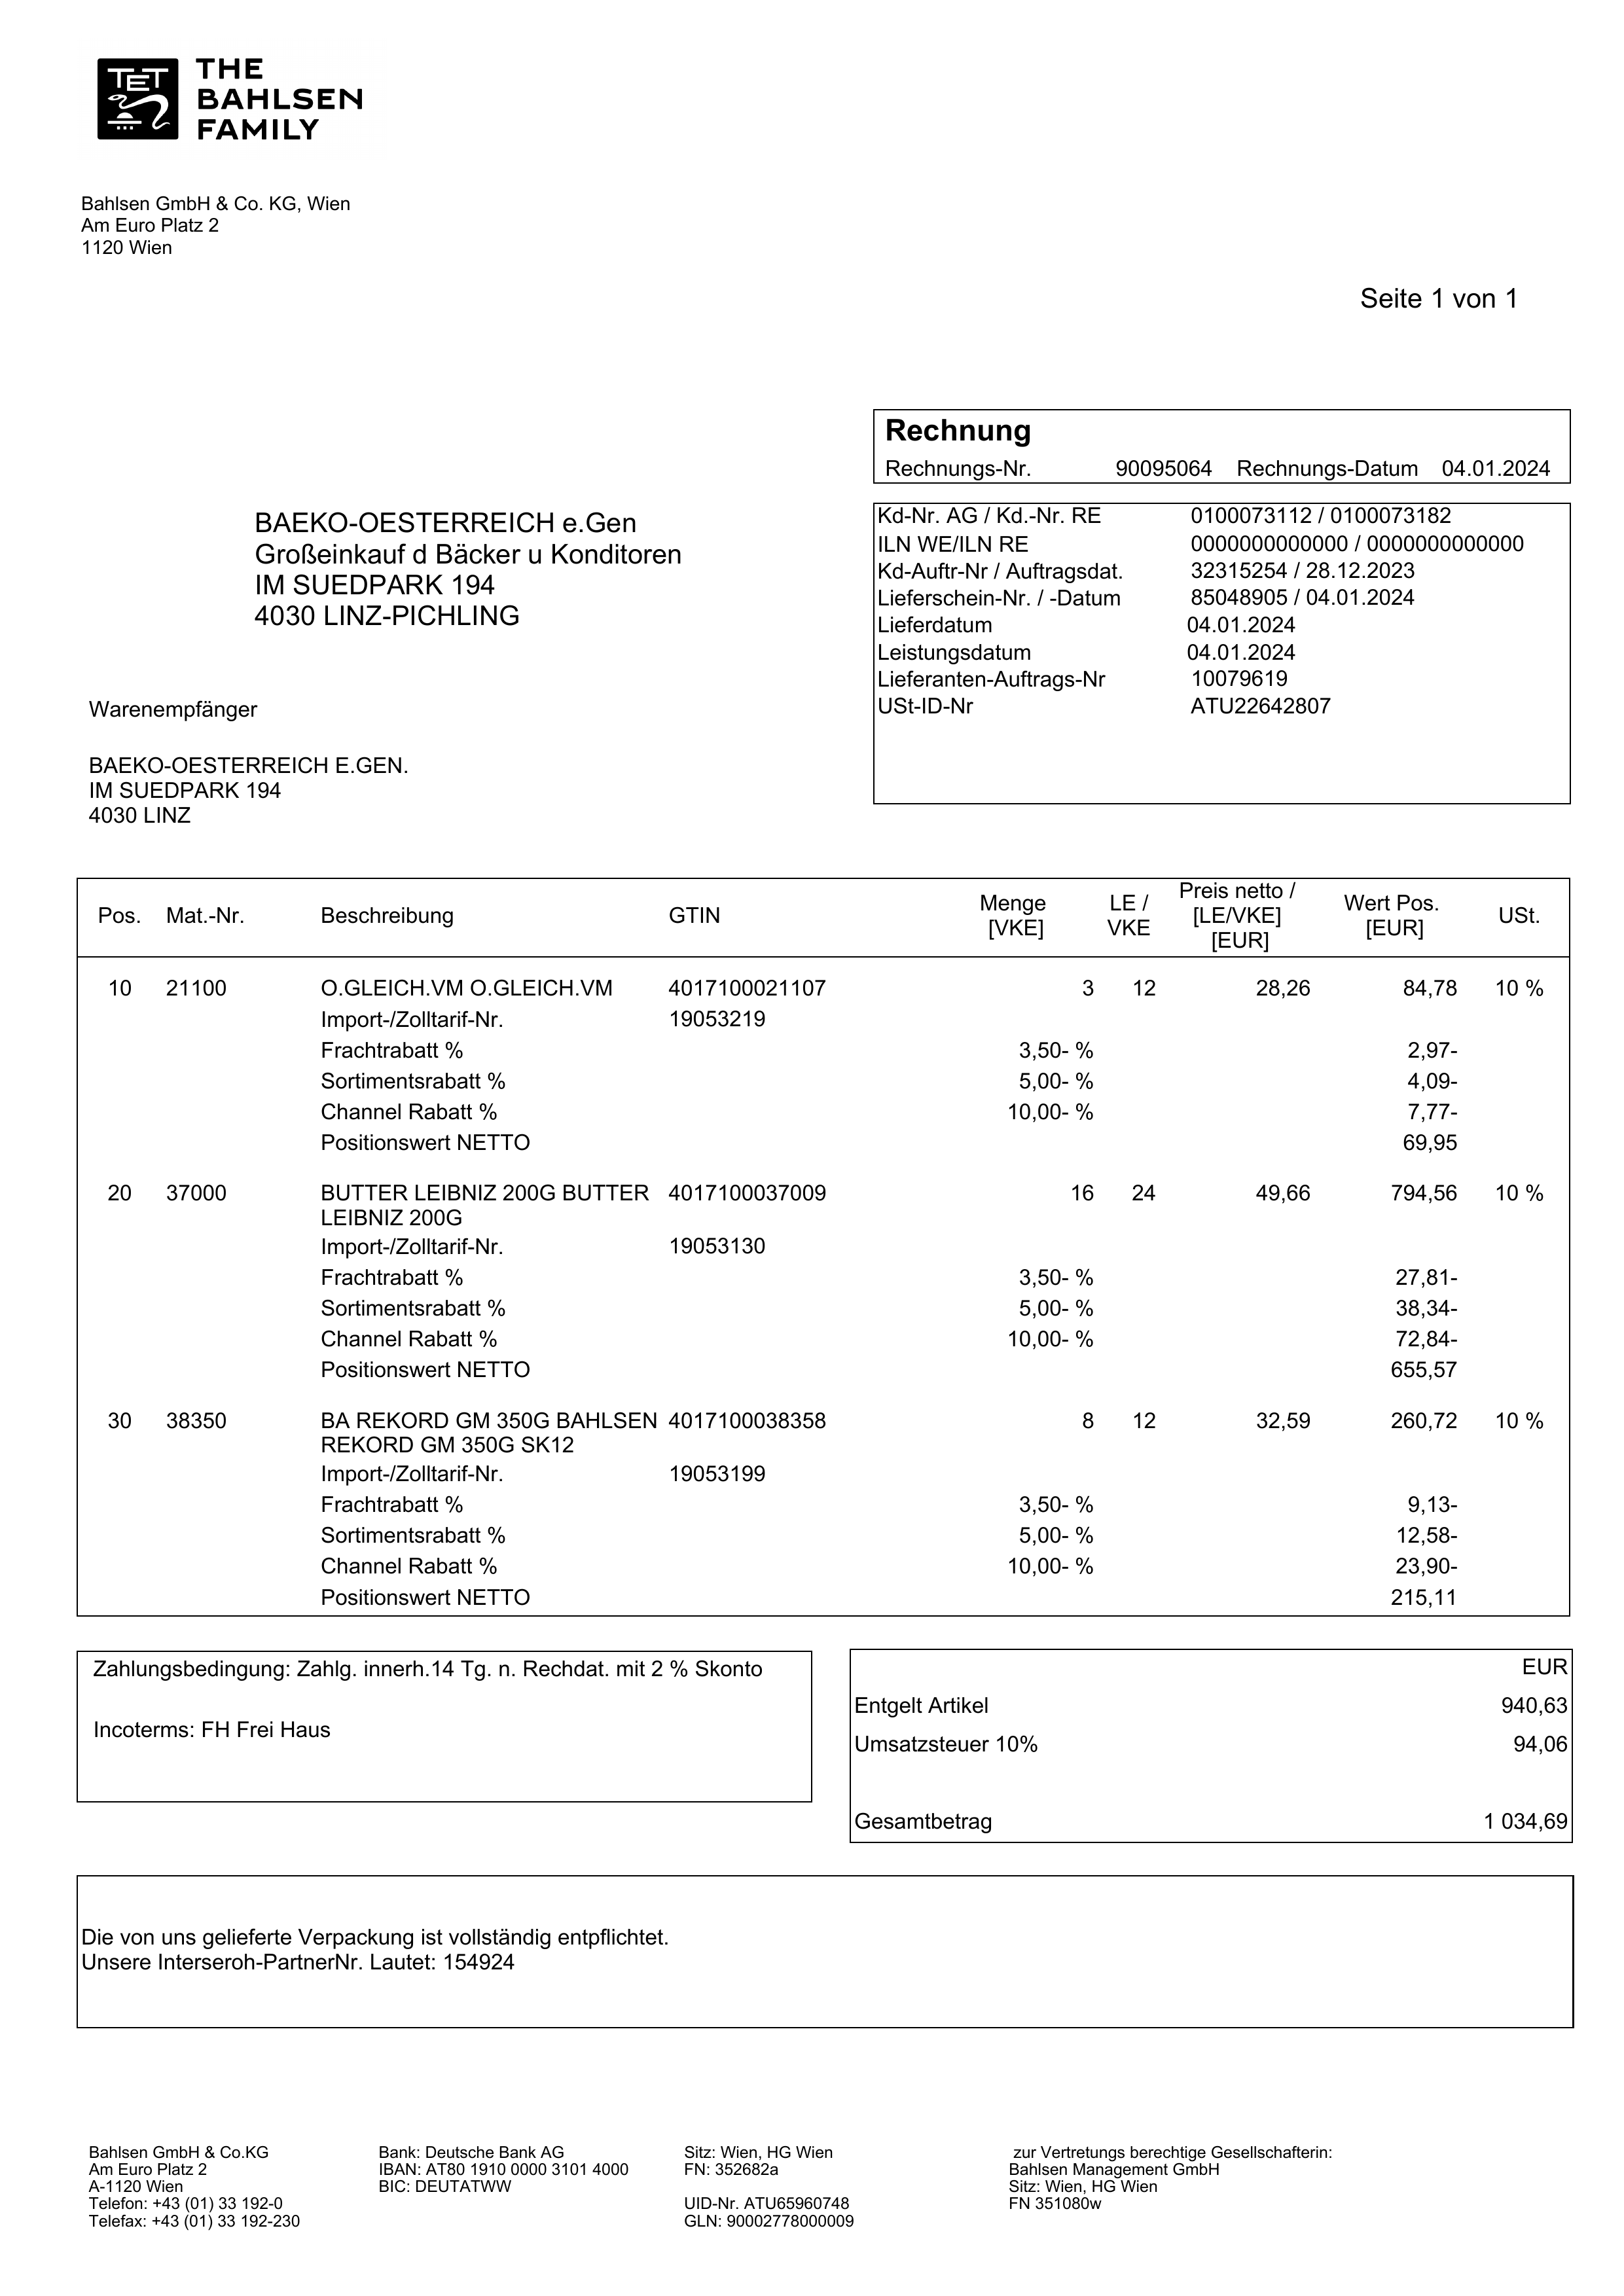 TET
THE
BAHLSEN
FAMILY
Bahlsen GmbH & Co. KG, Wien
Am Euro Platz 2
1120 Wien
Seite 1 von 1
Rechnung
Rechnungs-Nr. 90095064 Rechnungs-Datum 04.01.2024
BAEKO-OESTERREICH e.Gen
Großeinkauf d Bäcker u Konditoren
IM SUEDPARK 194
4030 LINZ-PICHLING
Kd-Nr. AG / Kd.-Nr. RE 0100073112 / 0100073182
ILN WE/ILN RE 0000000000000 / 0000000000000
Kd-Auftr-Nr / Auftragsdat. 32315254 / 28.12.2023
Lieferschein-Nr. / -Datum 85048905 / 04.01.2024
Lieferdatum 04.01.2024
Leistungsdatum 04.01.2024
Lieferanten-Auftrags-Nr 10079619
USt-ID-Nr ATU22642807
Warenempfänger
BAEKO-OESTERREICH E.GEN.
IM SUEDPARK 194
4030 LINZ
Pos. Mat.-Nr. Beschreibung GTIN Menge [VKE] LE / VKE Preis netto / [LE/VKE] [EUR] Wert Pos. [EUR] USt.
10 21100 O.GLEICH.VM O.GLEICH.VM 4017100021107 3 12 28,26 84,78 10 %
Import-/Zolltarif-Nr. 19053219
Frachtrabatt % 3,50- % 2,97-
Sortimentsrabatt % 5,00- % 4,09-
Channel Rabatt % 10,00- % 7,77-
Positionswert NETTO 69,95
20 37000 BUTTER LEIBNIZ 200G BUTTER 4017100037009 16 24 49,66 794,56 10 %
LEIBNIZ 200G
Import-/Zolltarif-Nr. 19053130
Frachtrabatt % 3,50- % 27,81-
Sortimentsrabatt % 5,00- % 38,34-
Channel Rabatt % 10,00- % 72,84-
Positionswert NETTO 655,57
30 38350 BA REKORD GM 350G BAHLSEN 4017100038358 8 12 32,59 260,72 10 %
REKORD GM 350G SK12
Import-/Zolltarif-Nr. 19053199
Frachtrabatt % 3,50- % 9,13-
Sortimentsrabatt % 5,00- % 12,58-
Channel Rabatt % 10,00- % 23,90-
Positionswert NETTO 215,11
Zahlungsbedingung: Zahlg. innerh.14 Tg. n. Rechdat. mit 2 % Skonto
Incoterms: FH Frei Haus
EUR
Entgelt Artikel 940,63
Umsatzsteuer 10% 94,06
Gesamtbetrag 1 034,69
Die von uns gelieferte Verpackung ist vollständig entpflichtet.
Unsere Interseroh-PartnerNr. Lautet: 154924
Bahlsen GmbH & Co.KG
Am Euro Platz 2
A-1120 Wien
Telefon: +43 (01) 33 192-0
Telefax: +43 (01) 33 192-230
Bank: Deutsche Bank AG
IBAN: AT80 1910 0000 3101 4000
BIC: DEUTATWW
Sitz: Wien, HG Wien
FN: 352682a
UID-Nr. ATU65960748
GLN: 90002778000009
zur Vertretungs berechtige Gesellschafterin:
Bahlsen Management GmbH
Sitz: Wien, HG Wien
FN 351080w